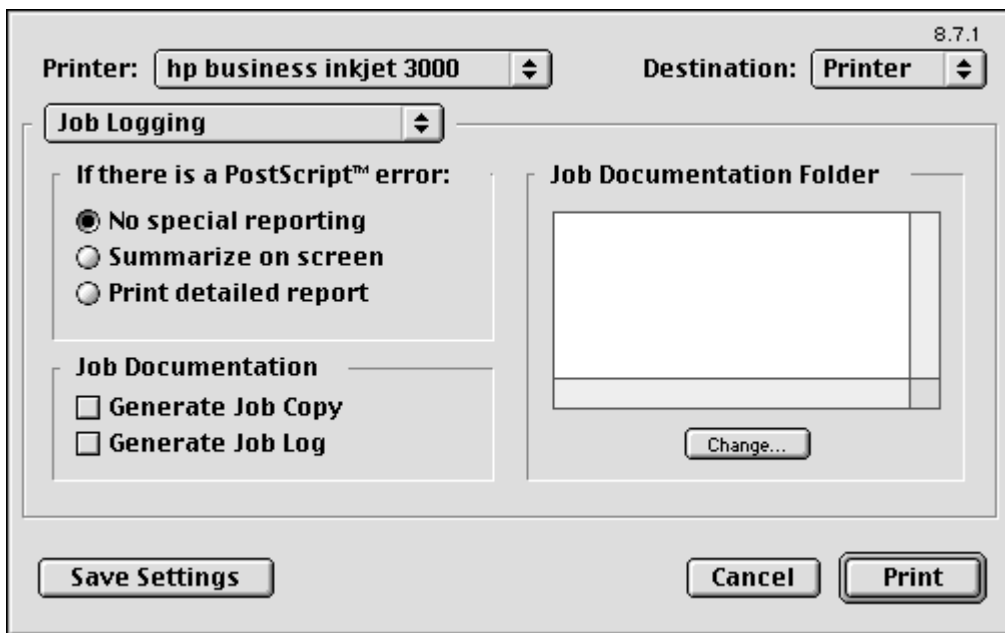 8.7.1
Printer: hp business inkjet 3000 Destination: Printer
Job Logging
If there is a PostScript™ error:
No special reporting
Summarize on screen
Print detailed report
Job Documentation
Generate Job Copy
Generate Job Log
Job Documentation Folder
Change...
Save Settings Cancel Print